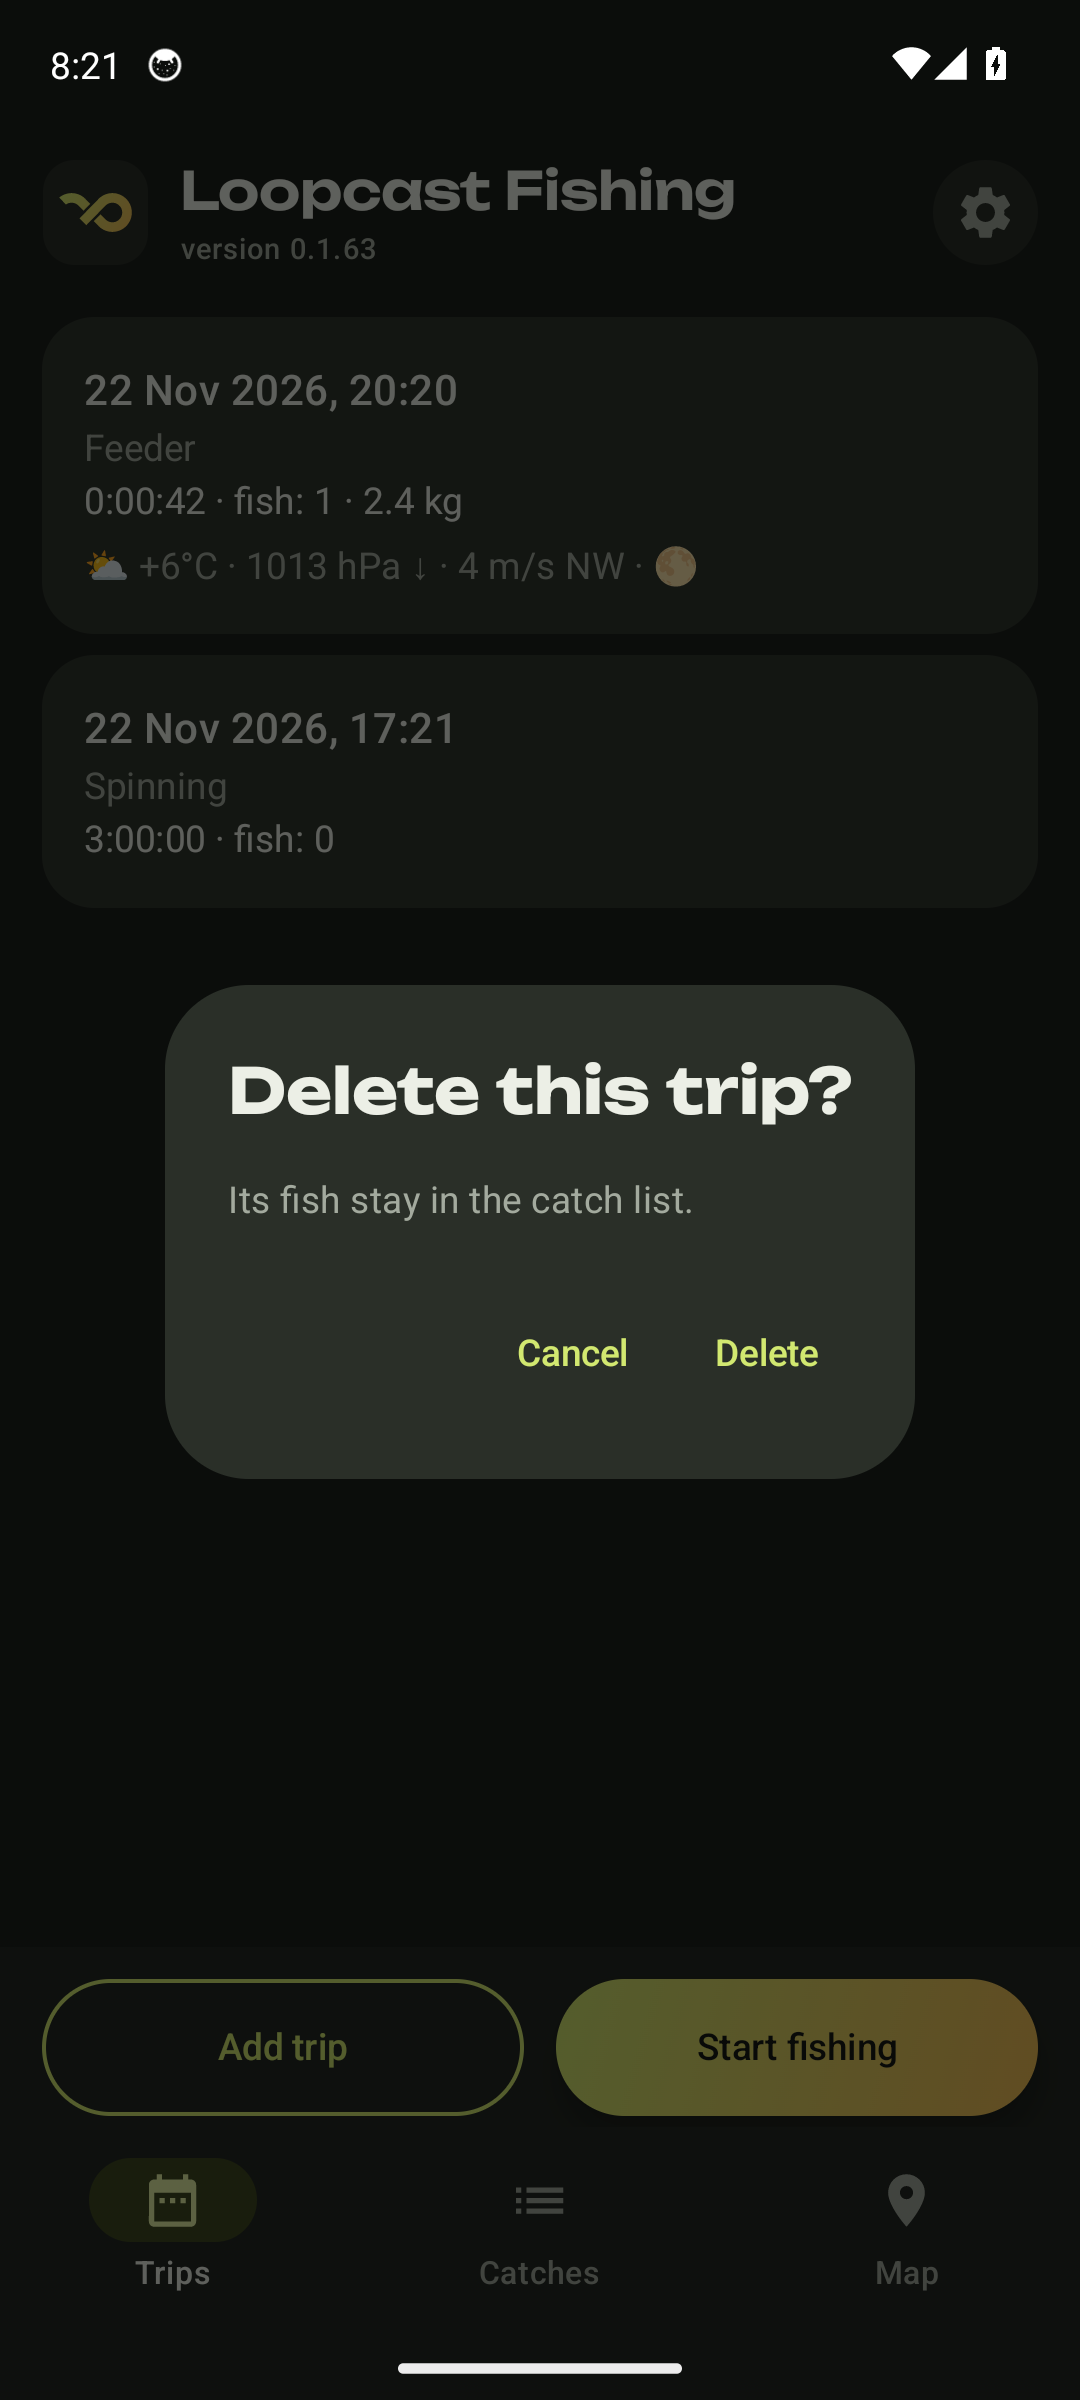 8:21
Loopcast Fishing
version 0.1.63
22 Nov 2026, 20:20
Feeder
0:00:42 · fish: 1 · 2.4 kg
⛅ +6°C · 1013 hPa ↓ · 4 m/s NW · 🌕
22 Nov 2026, 17:21
Spinning
3:00:00 · fish: 0
Delete this trip?
Its fish stay in the catch list.
Cancel Delete
Add trip Start fishing
Trips Catches Map